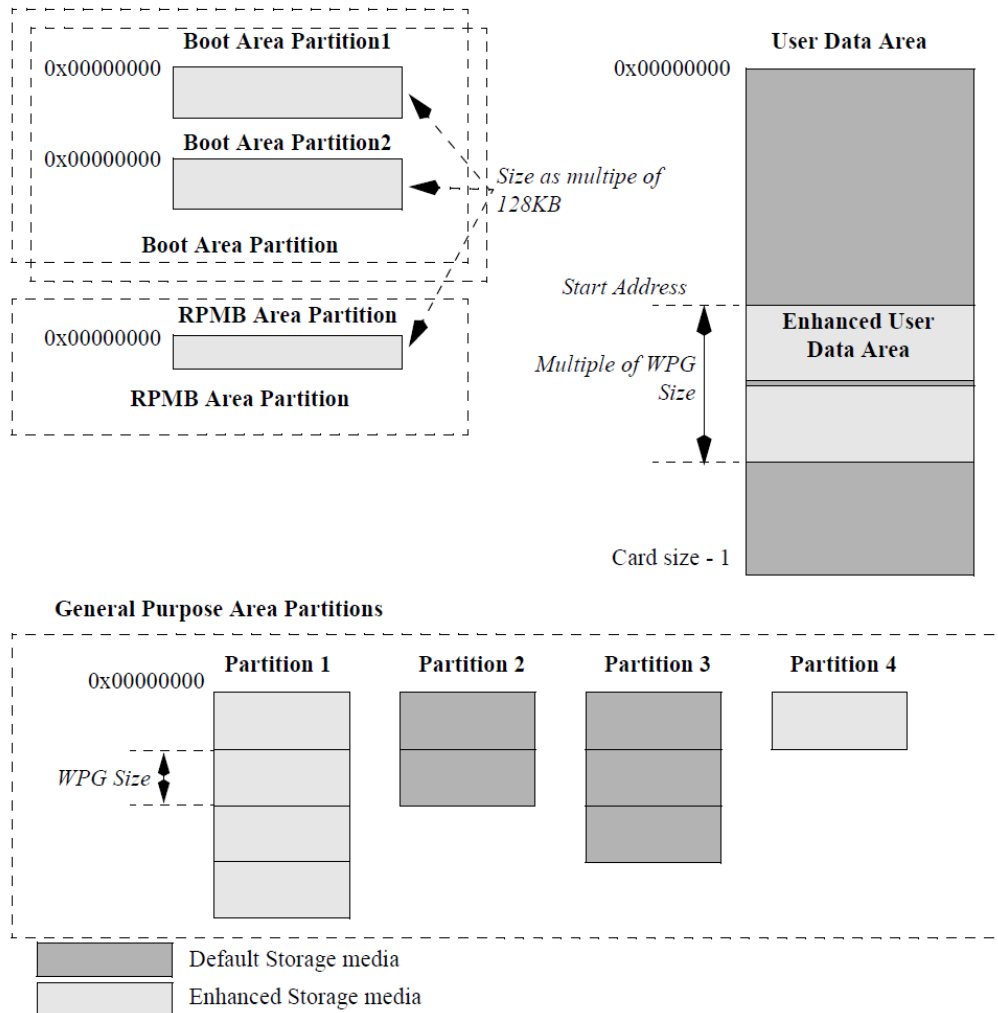 Boot Area Partition1
0x00000000
Boot Area Partition2
0x00000000
Boot Area Partition
Size as multipe of
128KB
RPMB Area Partition
0x00000000
RPMB Area Partition
User Data Area
0x00000000
Start Address
Enhanced User
Data Area
Multiple of WPG
Size
Card size - 1
General Purpose Area Partitions
Partition 1
Partition 2
Partition 3
Partition 4
0x00000000
WPG Size
Default Storage media
Enhanced Storage media